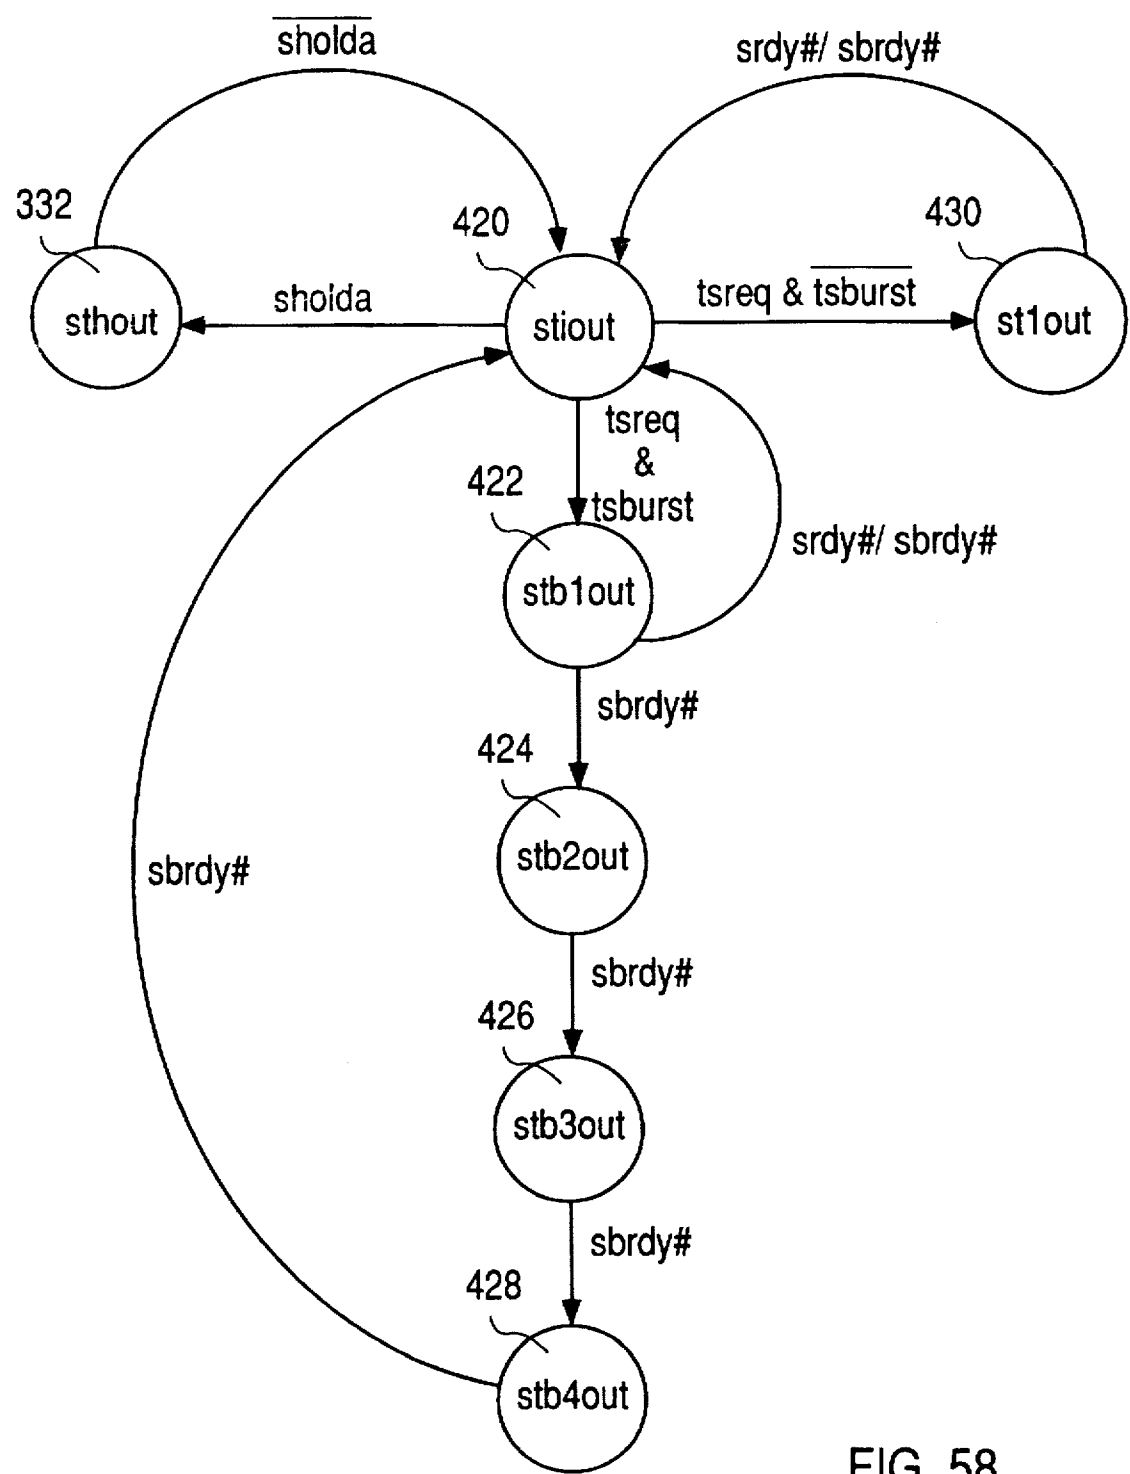 sholda
srdy#/ sbrdy#
332
420
430
sthout
sholda
stiout
tsreq & tsburst
st1out
tsreq
&
tsburst
422
srdy#/ sbrdy#
stb1out
sbrdy#
424
stb2out
sbrdy#
sbrdy#
426
stb3out
sbrdy#
428
stb4out
FIG. 58